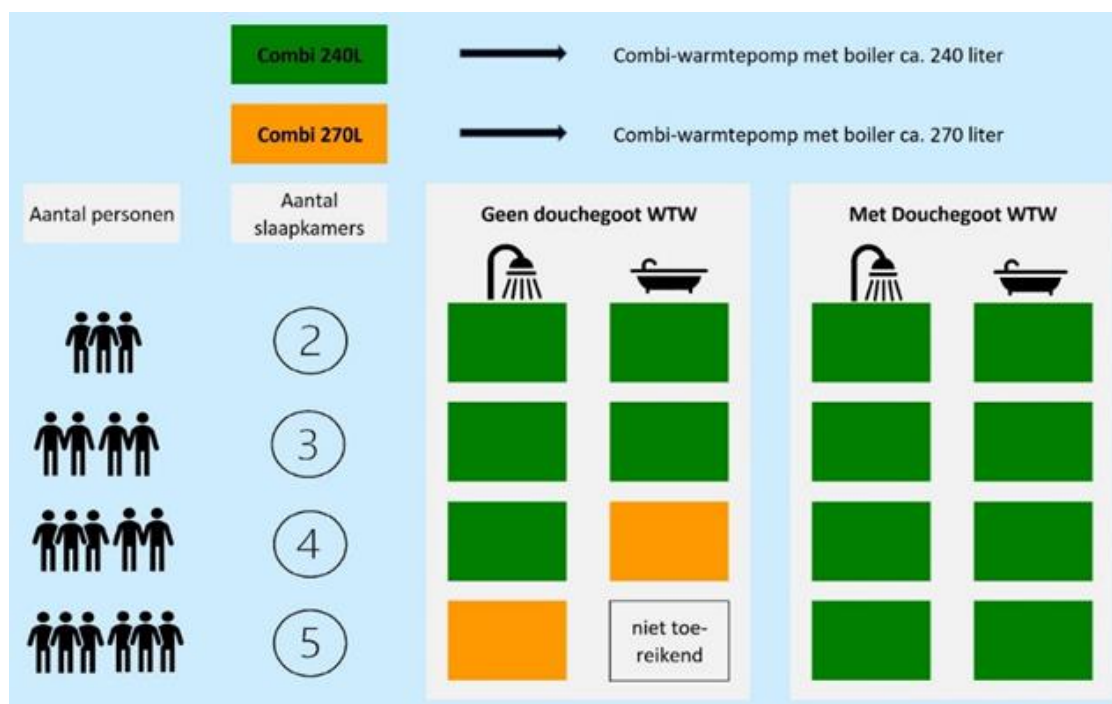 Combi 240L
Combi-warmtepomp met boiler ca. 240 liter
Combi 270L
Combi-warmtepomp met boiler ca. 270 liter
Aantal personen
Aantal
slaapkamers
Geen douchegoot WTW
Met Douchegoot WTW
2
3
4
5
niet toe-
reikend